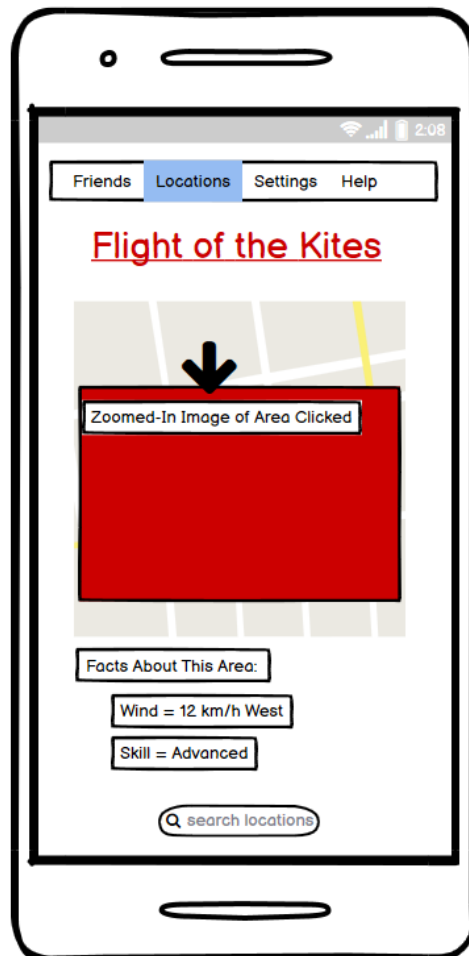 2:08
Friends Locations Settings Help
Flight of the Kites
Zoomed-In Image of Area Clicked
Facts About This Area:
Wind = 12 km/h West
Skill = Advanced
search locations